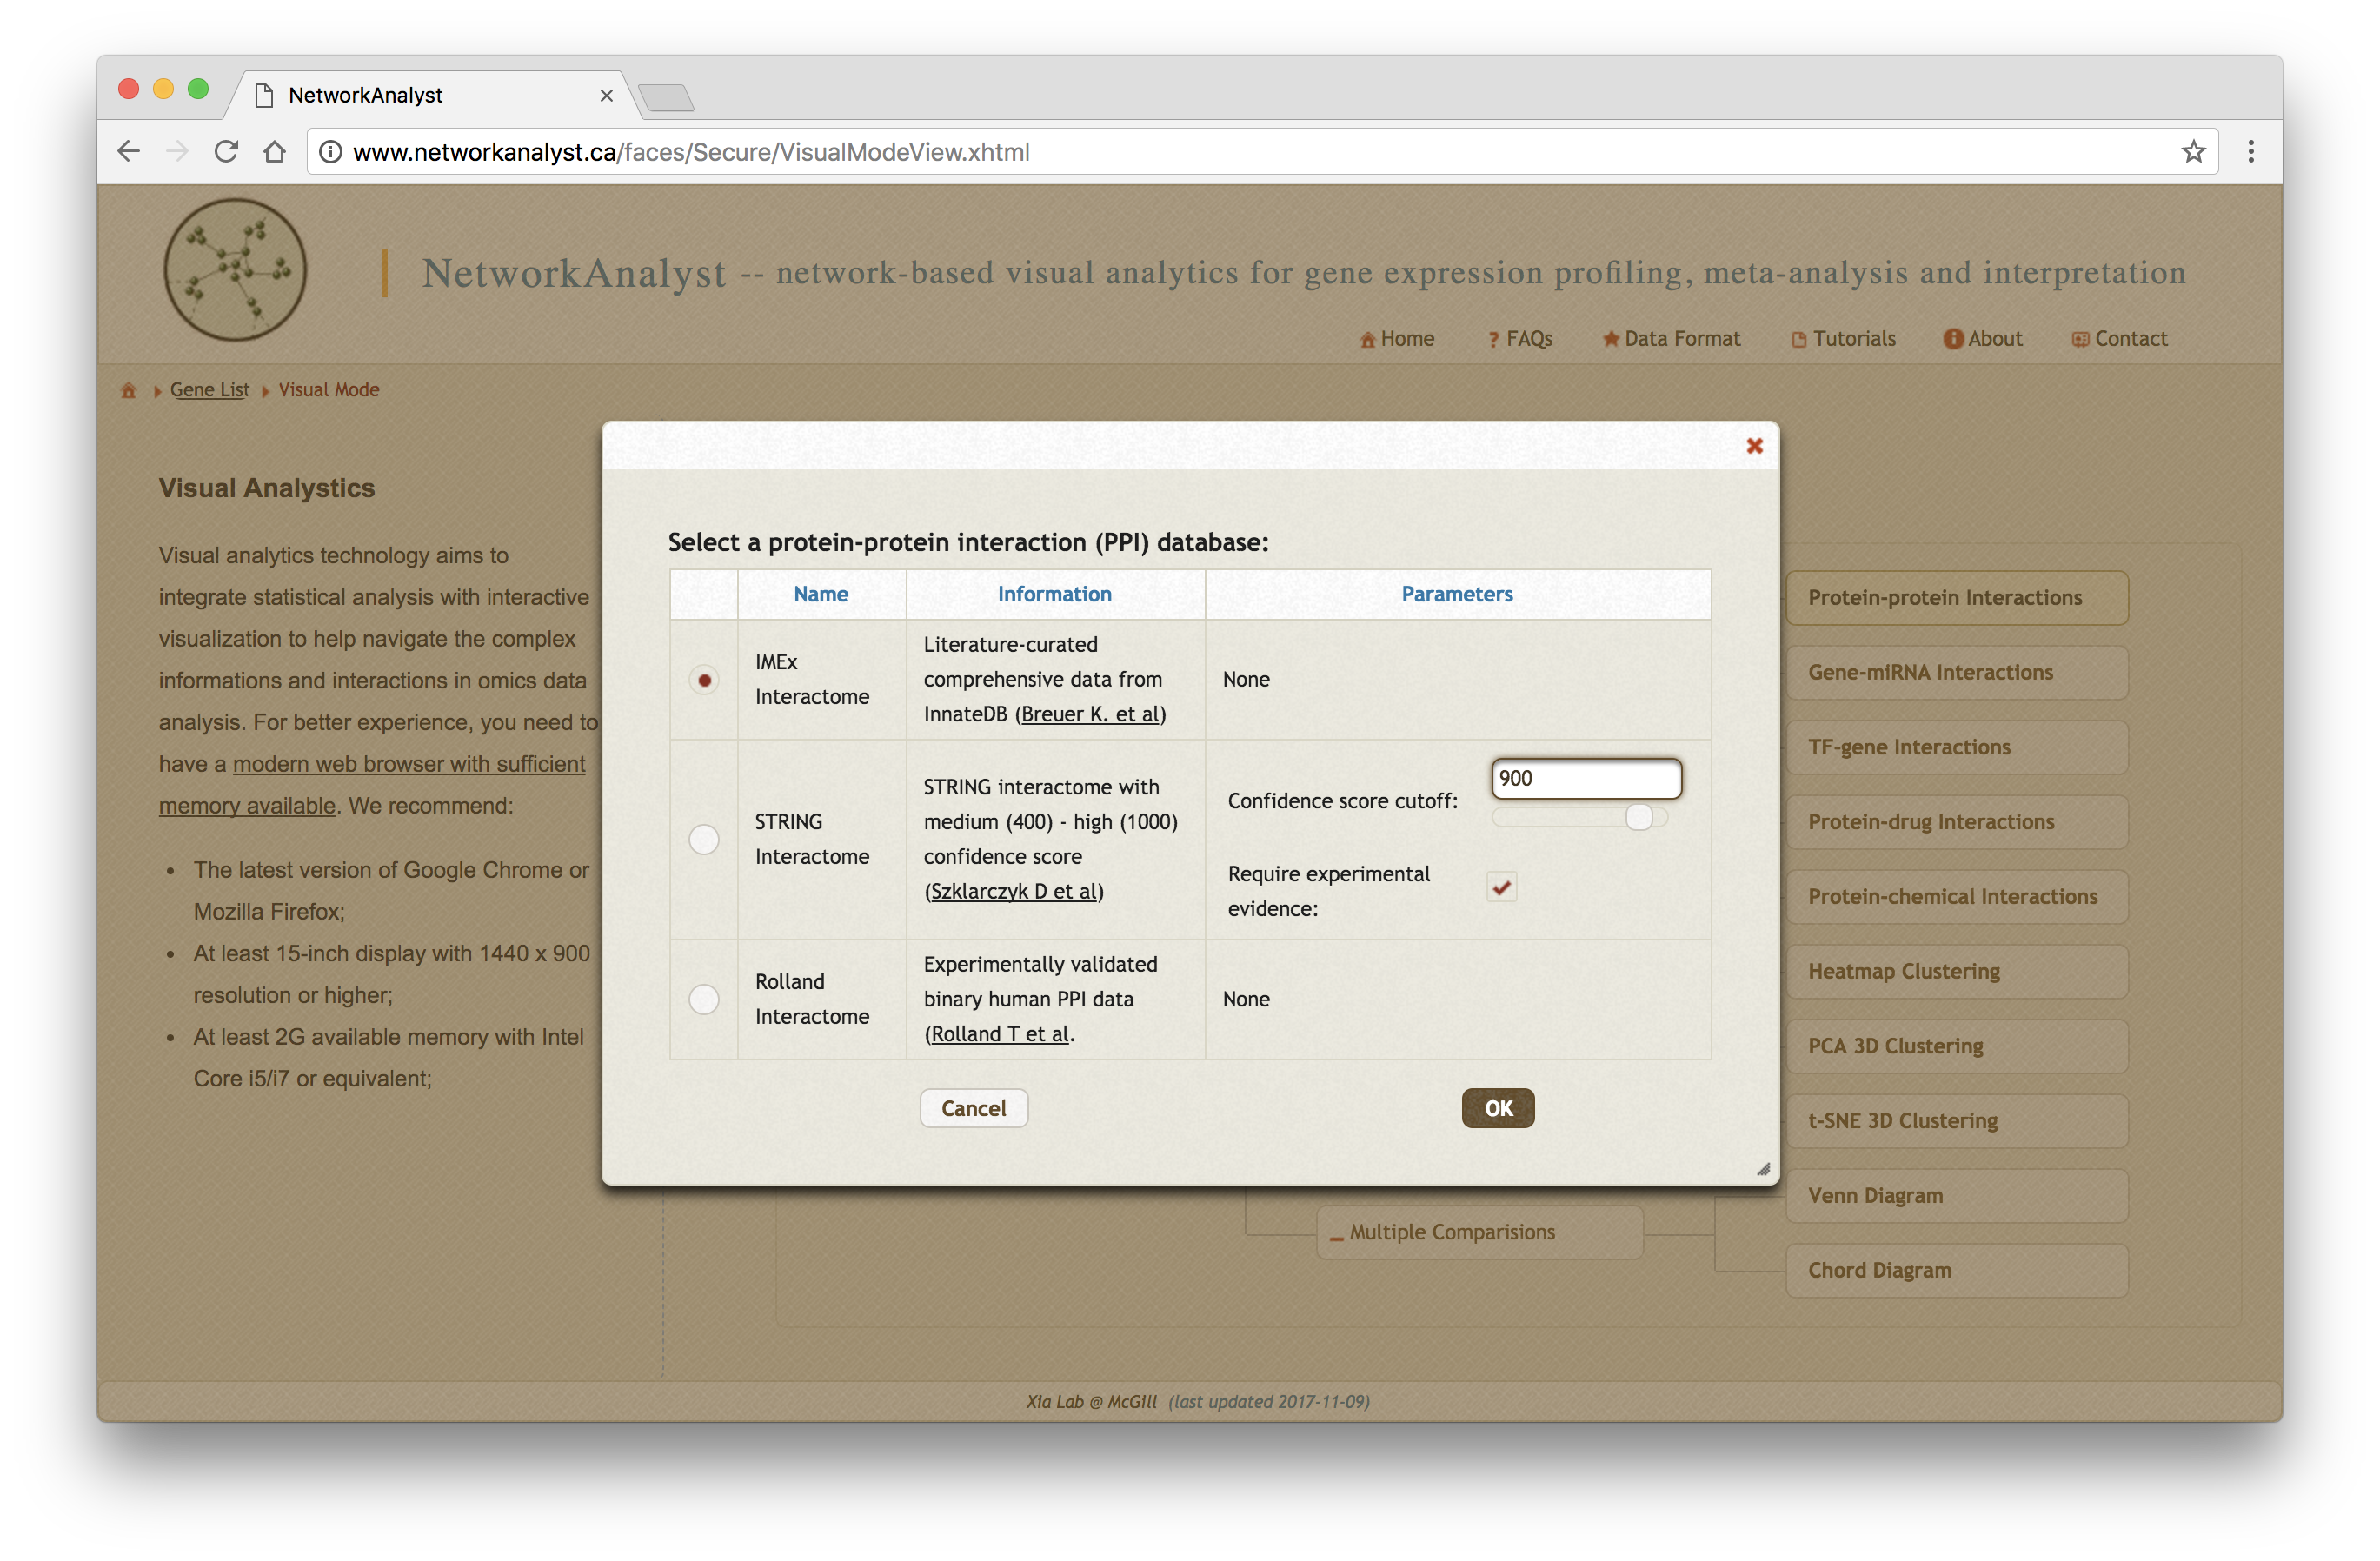 NetworkAnalyst
www.networkanalyst.ca/faces/Secure/VisualModeView.xhtml
NetworkAnalyst -- network-based visual analytics for gene expression profiling, meta-analysis and interpretation
Home ? FAQs Data Format Tutorials About Contact
Gene List Visual Mode
Visual Analystics
Visual analytics technology aims to
integrate statistical analysis with interactive
visualization to help navigate the complex
informations and interactions in omics data
analysis. For better experience, you need to
have a modern web browser with sufficient
memory available. We recommend:
• The latest version of Google Chrome or
Mozilla Firefox;
• At least 15-inch display with 1440 x 900
resolution or higher;
• At least 2G available memory with Intel
Core i5/i7 or equivalent;
Select a protein-protein interaction (PPI) database:
Name Information Parameters
IMEx
Interactome
Literature-curated
comprehensive data from
InnateDB (Breuer K. et al)
None
STRING
Interactome
STRING interactome with
medium (400) - high (1000)
confidence score
(Szklarczyk D et al)
Confidence score cutoff:
900
Require experimental
evidence:
Rolland
Interactome
Experimentally validated
binary human PPI data
(Rolland T et al.
None
Cancel OK
Protein-protein Interactions
Gene-miRNA Interactions
TF-gene Interactions
Protein-drug Interactions
Protein-chemical Interactions
Heatmap Clustering
PCA 3D Clustering
t-SNE 3D Clustering
Venn Diagram
Multiple Comparisions
Chord Diagram
Xia Lab @ McGill (last updated 2017-11-09)